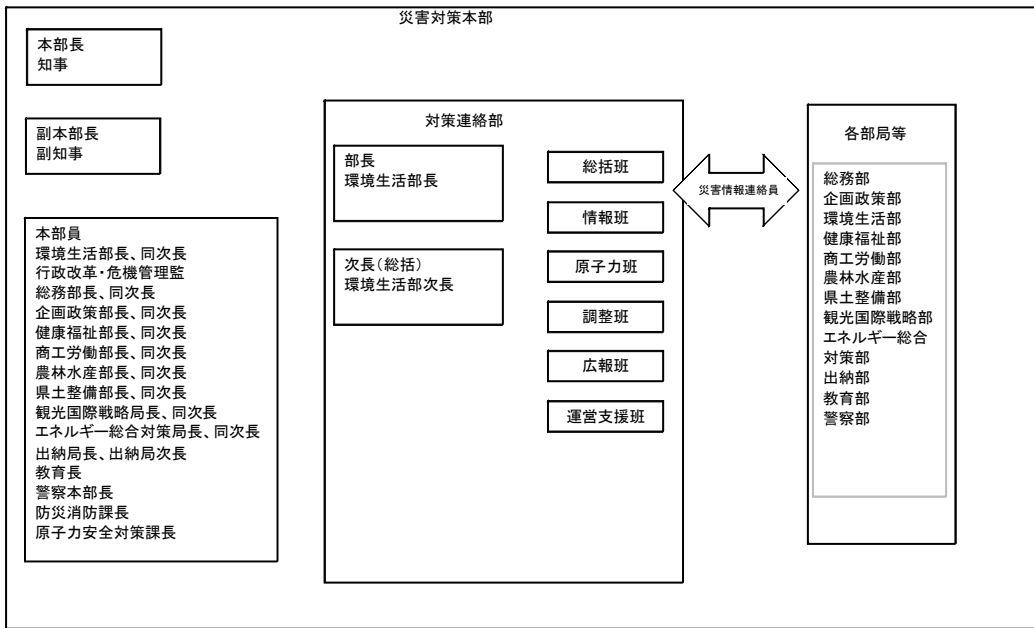 災害対策本部
本部長
知事
副本部長
副知事
本部員
環境生活部長、同次長
行政改革・危機管理監
総務部長、同次長
企画政策部長、同次長
健康福祉部長、同次長
商工労働部長、同次長
農林水産部長、同次長
県土整備部長、同次長
観光国際戦略局長、同次長
エネルギー総合対策局長、同次長
出納局長、出納局次長
教育長
警察本部長
防災消防課長
原子力安全対策課長
対策連絡部
部長
環境生活部長
次長(総括)
環境生活部次長
総括班
情報班
原子力班
調整班
広報班
運営支援班
災害情報連絡員
各部局等
総務部
企画政策部
環境生活部
健康福祉部
商工労働部
農林水産部
県土整備部
観光国際戦略部
エネルギー総合
対策部
出納部
教育部
警察部